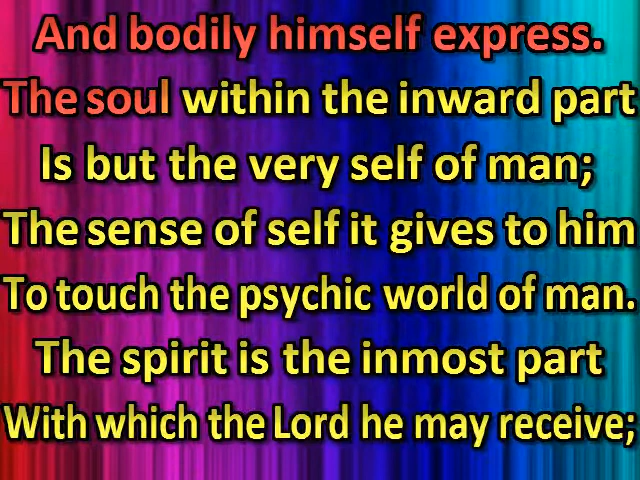 And bodily himself express.
The soul within the inward part
Is but the very self of man;
The sense of self it gives to him
To touch the psychic world of man.
The spirit is the inmost part
With which the Lord he may receive;